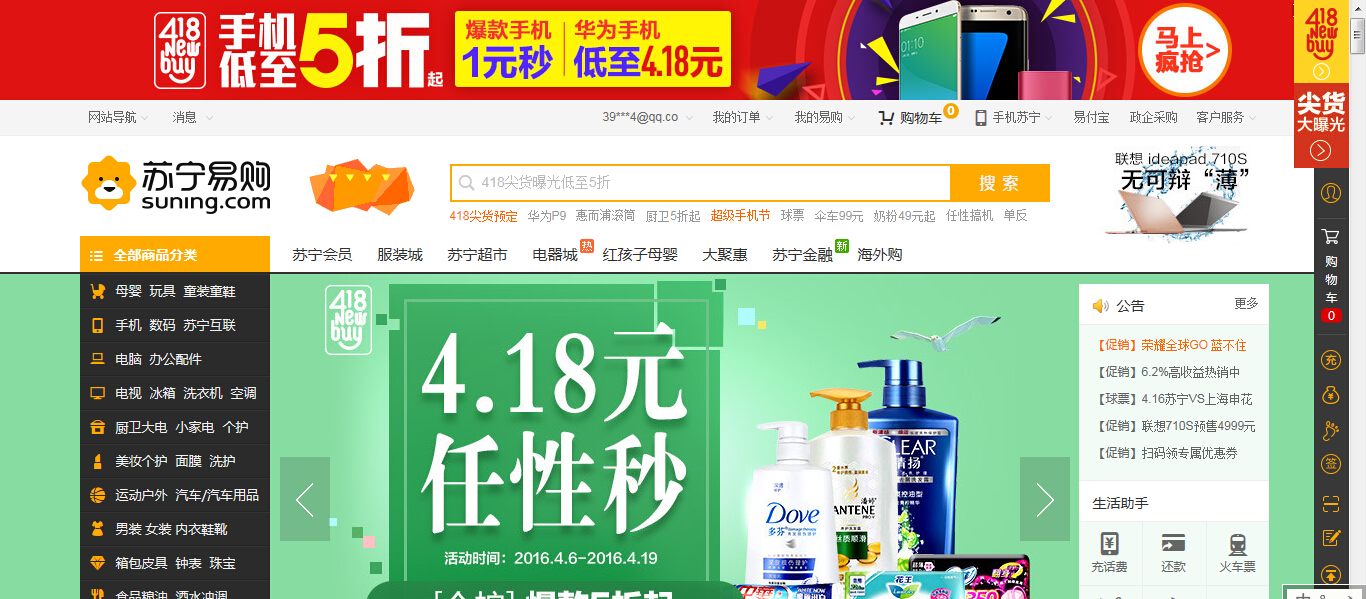 418 New buy
手机低至5折起
爆款手机 1元秒
华为手机 低至4.18元
马上疯抢>
418 New buy
尖货大曝光
网站导航 消息 39***4@qq.co 我的订单 我的易购 购物车 0 手机苏宁 易付宝 政企采购 客户服务
苏宁易购
suning.com
418尖货曝光低至5折 搜索
418尖货预定 华为P9 惠而浦滚筒 厨卫5折起 超级手机节 球票 伞车99元 奶粉49元起 任性搞机 单反
联想 ideapad 710S
无可辩“薄”
全部商品分类 苏宁会员 服装城 苏宁超市 电器城 热 红孩子母婴 大聚惠 苏宁金融 新 海外购
母婴 玩具 童装童鞋
手机 数码 苏宁互联
电脑 办公配件
电视 冰箱 洗衣机 空调
厨卫大电 小家电 个护
美妆个护 面膜 洗护
运动户外 汽车/汽车用品
男装 女装 内衣鞋靴
箱包皮具 钟表 珠宝
食品粮油 酒水冲调
418 New buy
4.18元
任性秒
活动时间：2016.4.6-2016.4.19
爆款5折起
Dove
多芬
PANTENE
潘婷
丝质顺滑
CLEAR
清扬
花王
公告 更多
【促销】荣耀全球GO 蓝不住
【促销】6.2%高收益热销中
【球票】4.16苏宁VS上海申花
【促销】联想710S预售4999元
【促销】扫码领专属优惠券
生活助手
充话费 还款 火车票
购物车
0
充
签